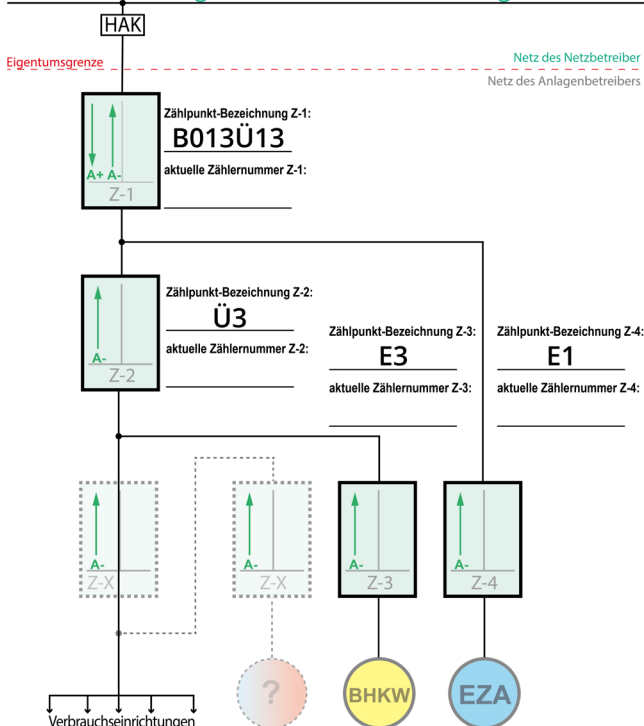 HAK
Eigentumsgrenze
Netz des Netzbetreiber
Netz des Anlagenbetreibers
Zählpunkt-Bezeichnung Z-1:
B013Ü13
aktuelle Zählernummer Z-1:
A+ A-
Z-1
Zählpunkt-Bezeichnung Z-2:
Ü3
aktuelle Zählernummer Z-2:
A-
Z-2
Zählpunkt-Bezeichnung Z-3:
E3
aktuelle Zählernummer Z-3:
Zählpunkt-Bezeichnung Z-4:
E1
aktuelle Zählernummer Z-4:
A-
Z-X
A-
Z-X
A-
Z-3
A-
Z-4
?
BHKW
EZA
Verbrauchseinrichtungen